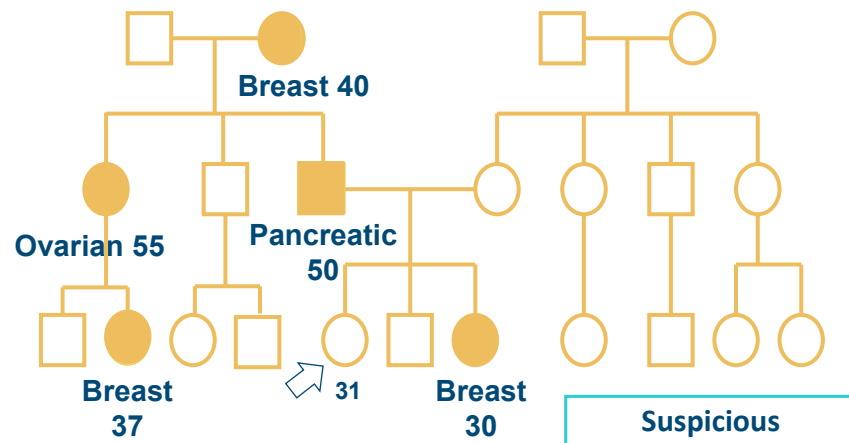 Breast 40
Ovarian 55
Pancreatic
50
Breast
37
31
Breast
30
Suspicious